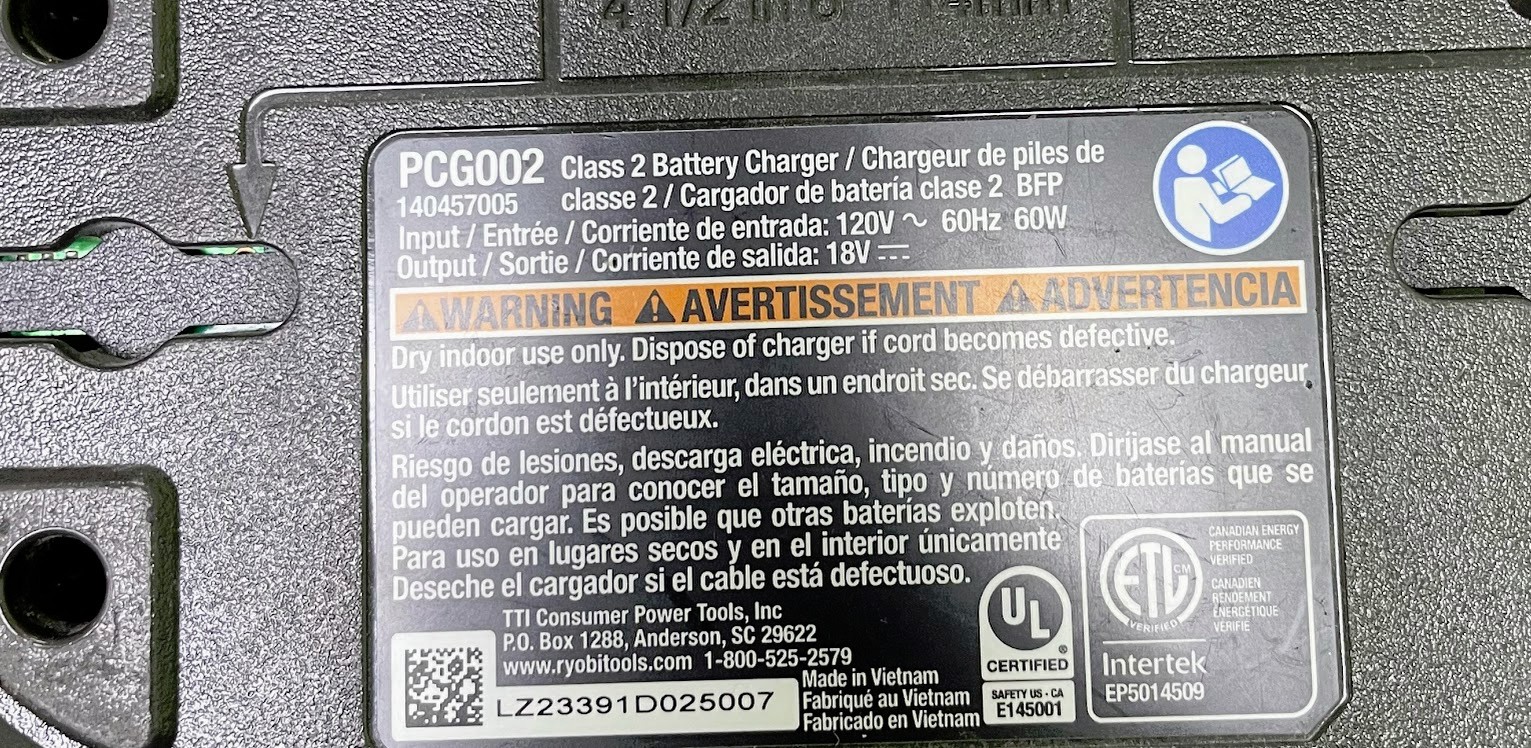 4 1/2 in or 114mm
PCG002 Class 2 Battery Charger / Chargeur de piles de
140457005 classe 2 / Cargador de batería clase 2 BFP
Input / Entrée / Corriente de entrada: 120V ~ 60Hz 60W
Output / Sortie / Corriente de salida: 18V ⎓
⚠WARNING ⚠AVERTISSEMENT ⚠ADVERTENCIA
Dry indoor use only. Dispose of charger if cord becomes defective.
Utiliser seulement à l'intérieur, dans un endroit sec. Se débarrasser du chargeur
si le cordon est défectueux.
Riesgo de lesiones, descarga eléctrica, incendio y daños. Diríjase al manual
del operador para conocer el tamaño, tipo y número de baterías que se
pueden cargar. Es posible que otras baterías exploten.
Para uso en lugares secos y en el interior únicamente
Deseche el cargador si el cable está defectuoso.
TTI Consumer Power Tools, Inc
P.O. Box 1288, Anderson, SC 29622
www.ryobitools.com 1-800-525-2579
Made in Vietnam
Fabriqué au Vietnam
Fabricado en Vietnam
LZ23391D025007
UL
®
CERTIFIED
SAFETY US - CA
E145001
ETL CM
VERIFIED
CANADIAN ENERGY
PERFORMANCE
VERIFIED
CANADIEN
RENDEMENT
ÉNERGÉTIQUE
VÉRIFIÉ
Intertek
EP5014509